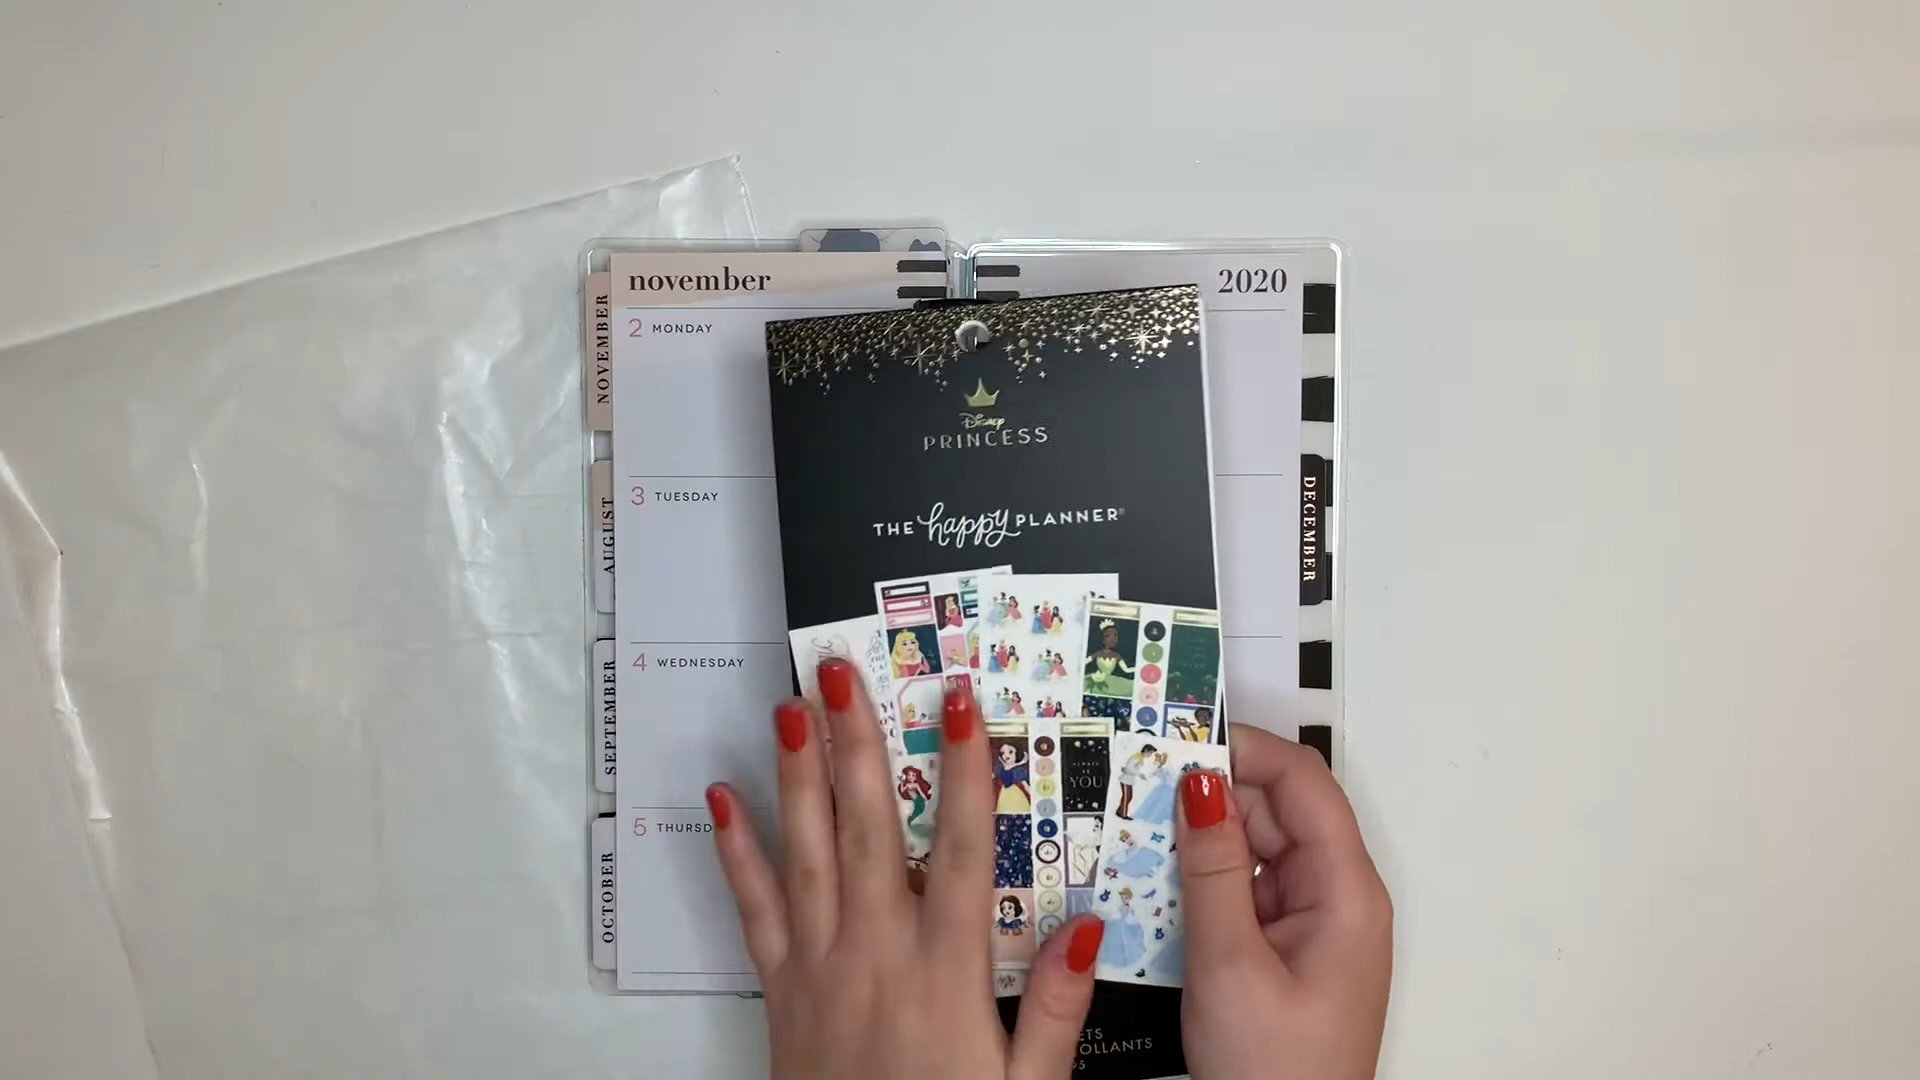 november
2020
2 MONDAY
3 TUESDAY
4 WEDNESDAY
5 THURSD
NOVEMBER
AUGUST
SEPTEMBER
OCTOBER
DECEMBER
Disney
PRINCESS
THE happy PLANNER®
YOU
ETS
OLLANTS